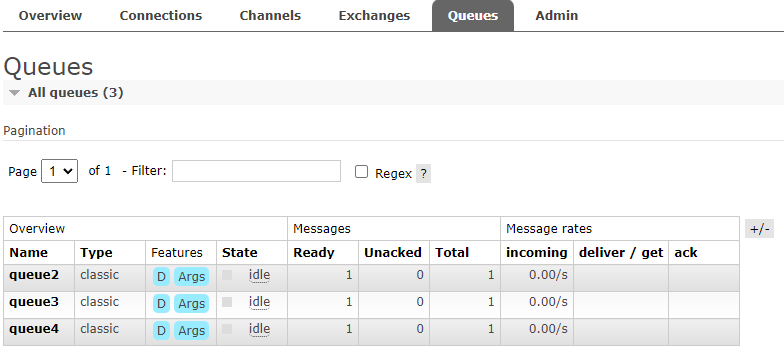 Overview Connections Channels Exchanges Queues Admin
Queues
All queues (3)
Pagination
Page 1 of 1 - Filter: Regex ?
Overview Messages Message rates +/-
Name Type Features State Ready Unacked Total incoming deliver / get ack
queue2 classic D Args idle 1 0 1 0.00/s
queue3 classic D Args idle 1 0 1 0.00/s
queue4 classic D Args idle 1 0 1 0.00/s